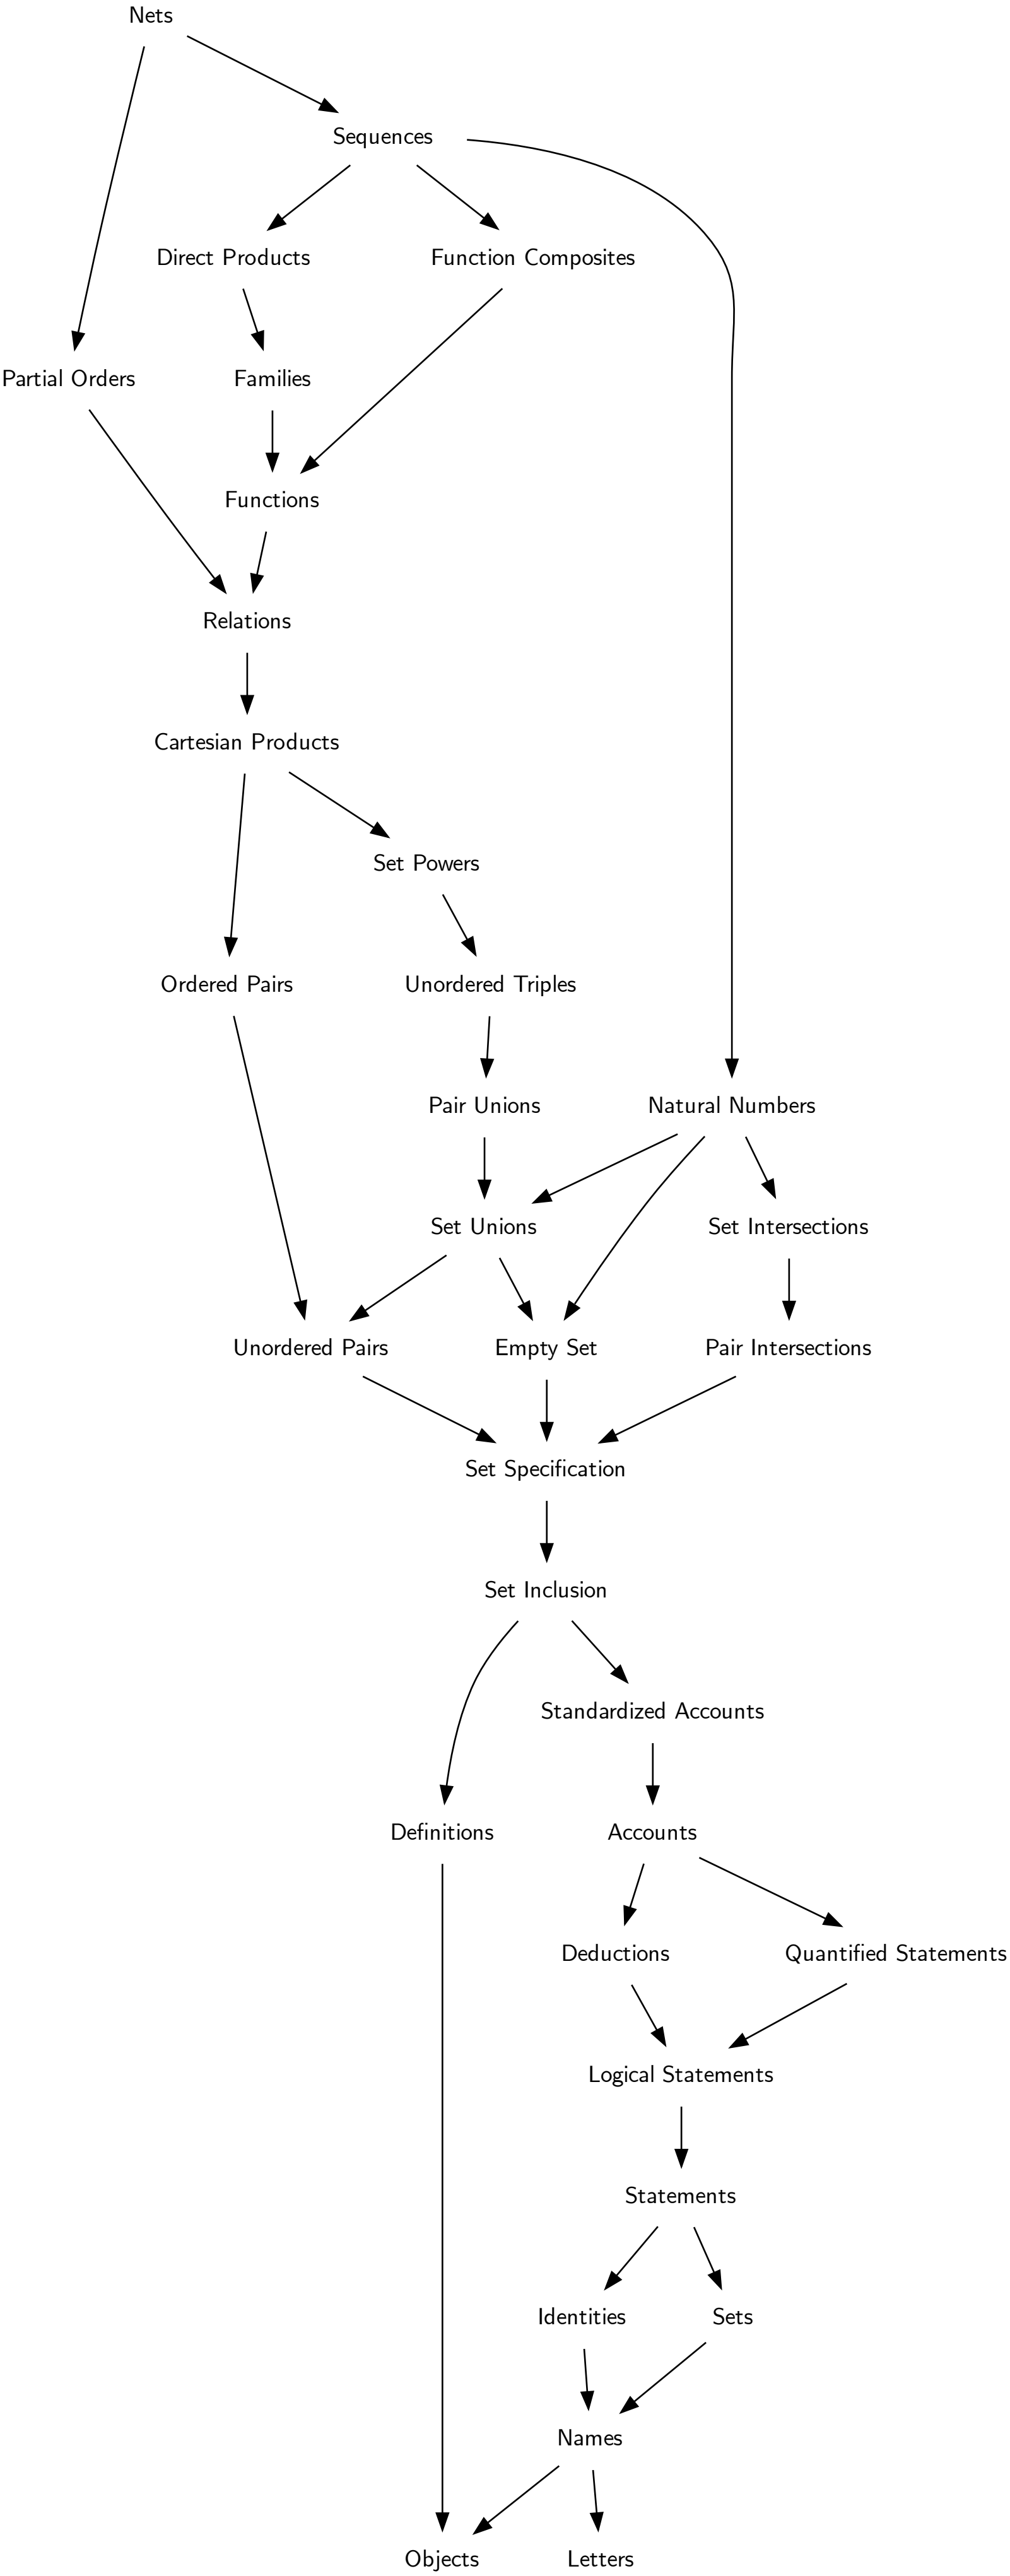 Nets
Sequences
Direct Products
Function Composites
Partial Orders
Families
Functions
Relations
Cartesian Products
Set Powers
Ordered Pairs
Unordered Triples
Pair Unions
Natural Numbers
Set Unions
Set Intersections
Unordered Pairs
Empty Set
Pair Intersections
Set Specification
Set Inclusion
Standardized Accounts
Definitions
Accounts
Deductions
Quantified Statements
Logical Statements
Statements
Identities
Sets
Names
Objects
Letters